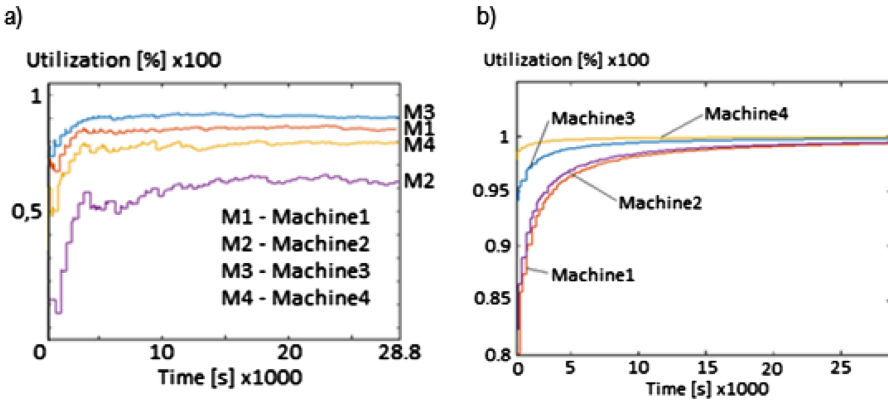 a)
Utilization [%] x100
1
0,5
M3
M1
M4
M2
M1 - Machine1
M2 - Machine2
M3 - Machine3
M4 - Machine4
0
10
20
28.8
Time [s] x1000
b)
Utilization [%] x100
1
0.95
0.9
0.85
0.8
Machine3
Machine4
Machine2
Machine1
0
5
10
15
20
25
Time [s] x1000